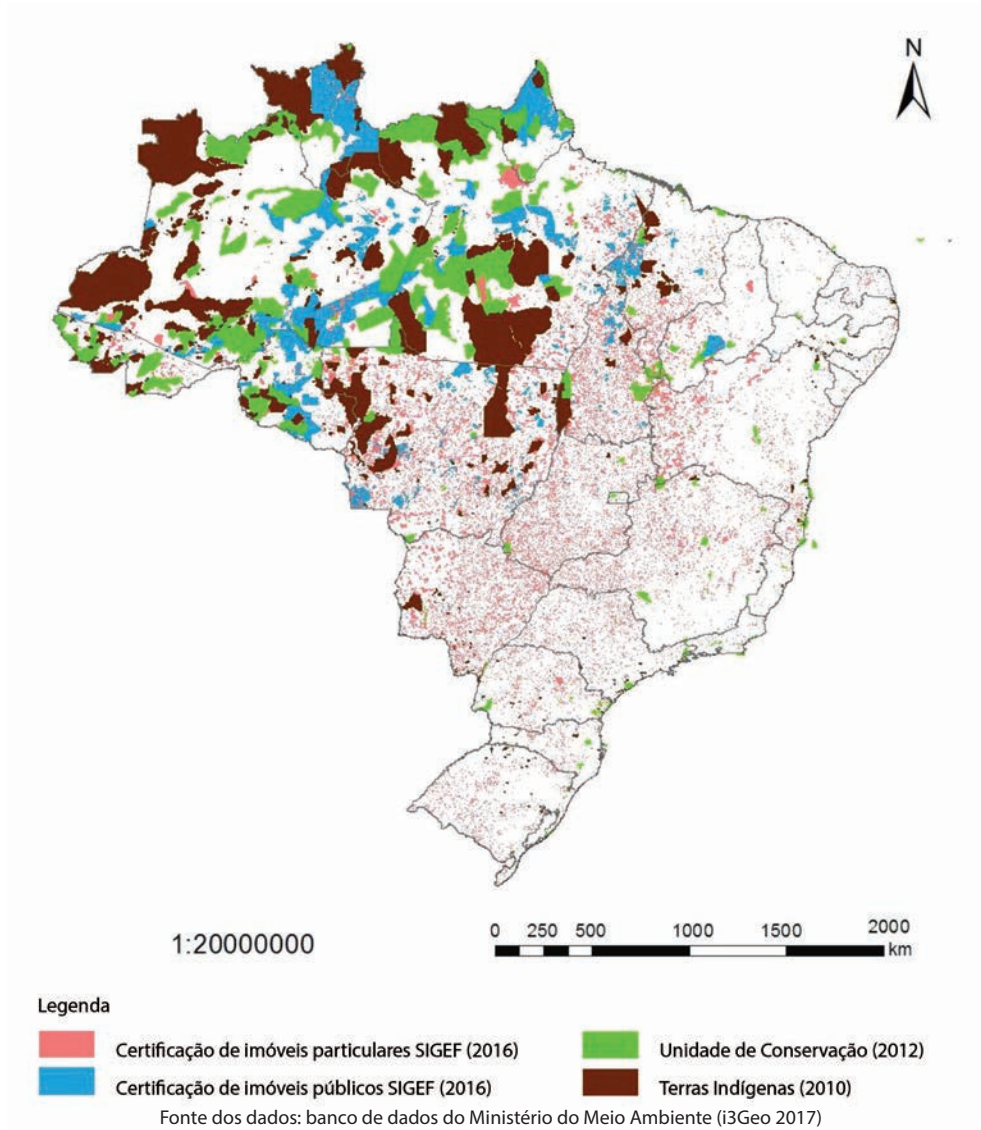 N
1:20000000
0 250 500 1000 1500 2000
km
Legenda
Certificação de imóveis particulares SIGEF (2016)
Certificação de imóveis públicos SIGEF (2016)
Unidade de Conservação (2012)
Terras Indígenas (2010)
Fonte dos dados: banco de dados do Ministério do Meio Ambiente (i3Geo 2017)